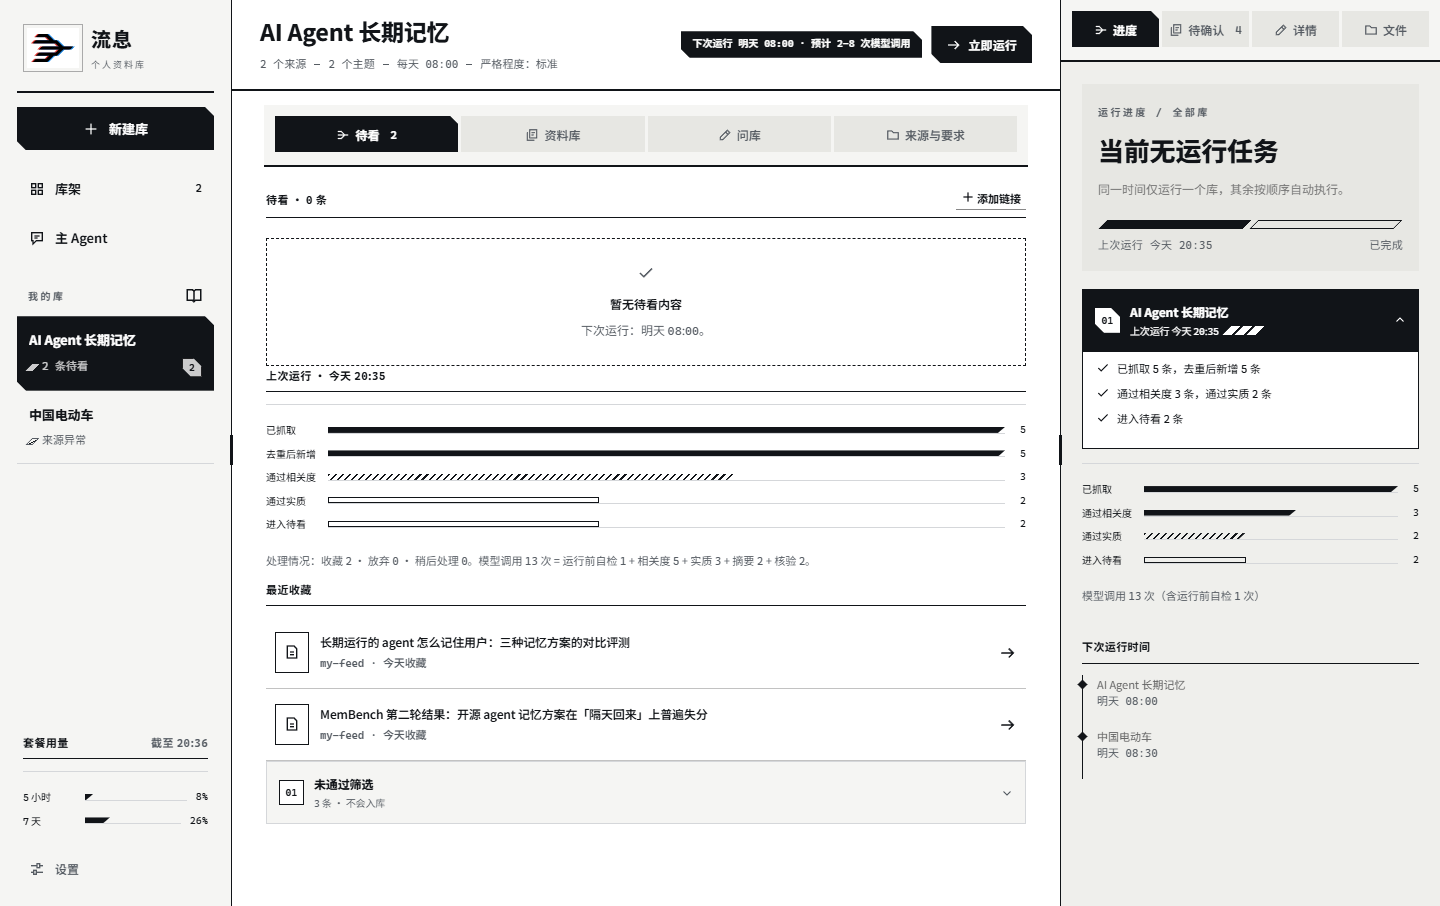 流息
个人资料库
新建库
库架 2
主 Agent
我的库
AI Agent 长期记忆
2 条待看 2
中国电动车
来源异常
套餐用量 截至 20:36
5 小时 8%
7 天 26%
设置
AI Agent 长期记忆
2 个来源 — 2 个主题 — 每天 08:00 — 严格程度：标准
下次运行 明天 08:00 · 预计 2–8 次模型调用
立即运行
待看 2
资料库
问库
来源与要求
待看 · 0 条
添加链接
暂无待看内容
下次运行：明天 08:00。
上次运行 · 今天 20:35
已抓取 5
去重后新增 5
通过相关度 3
通过实质 2
进入待看 2
处理情况：收藏 2 · 放弃 0 · 稍后处理 0。模型调用 13 次 = 运行前自检 1 + 相关度 5 + 实质 3 + 摘要 2 + 核验 2。
最近收藏
长期运行的 agent 怎么记住用户：三种记忆方案的对比评测
my-feed · 今天收藏
MemBench 第二轮结果：开源 agent 记忆方案在「隔天回来」上普遍失分
my-feed · 今天收藏
01 未通过筛选
3 条 · 不会入库
进度
待确认 4
详情
文件
运行进度 / 全部库
当前无运行任务
同一时间仅运行一个库，其余按顺序自动执行。
上次运行 今天 20:35 已完成
01 AI Agent 长期记忆
上次运行 今天 20:35
已抓取 5 条，去重后新增 5 条
通过相关度 3 条，通过实质 2 条
进入待看 2 条
已抓取 5
通过相关度 3
通过实质 2
进入待看 2
模型调用 13 次（含运行前自检 1 次）
下次运行时间
AI Agent 长期记忆
明天 08:00
中国电动车
明天 08:30